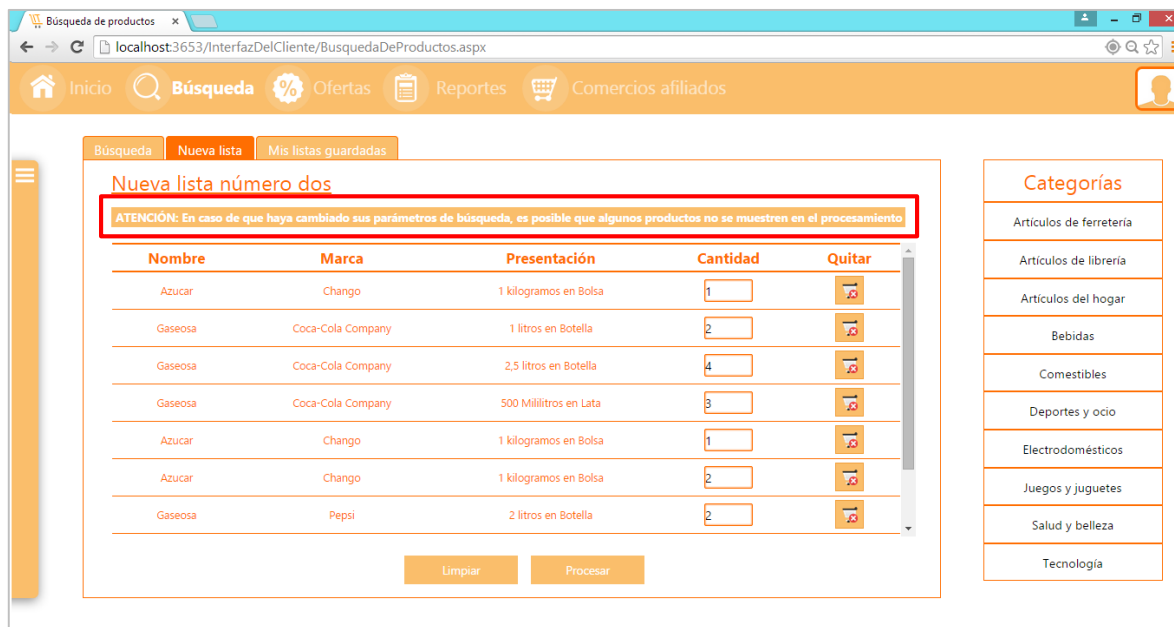 Búsqueda de productos
localhost:3653/InterfazDelCliente/BusquedaDeProductos.aspx
Inicio Búsqueda % Ofertas Reportes Comercios afiliados
Búsqueda Nueva lista Mis listas guardadas
Nueva lista número dos
ATENCIÓN: En caso de que haya cambiado sus parámetros de búsqueda, es posible que algunos productos no se muestren en el procesamiento
Nombre Marca Presentación Cantidad Quitar
Azucar Chango 1 kilogramos en Bolsa 1
Gaseosa Coca-Cola Company 1 litros en Botella 2
Gaseosa Coca-Cola Company 2,5 litros en Botella 4
Gaseosa Coca-Cola Company 500 Mililitros en Lata 3
Azucar Chango 1 kilogramos en Bolsa 1
Azucar Chango 1 kilogramos en Bolsa 2
Gaseosa Pepsi 2 litros en Botella 2
Limpiar Procesar
Categorías
Artículos de ferretería
Artículos de librería
Artículos del hogar
Bebidas
Comestibles
Deportes y ocio
Electrodomésticos
Juegos y juguetes
Salud y belleza
Tecnología